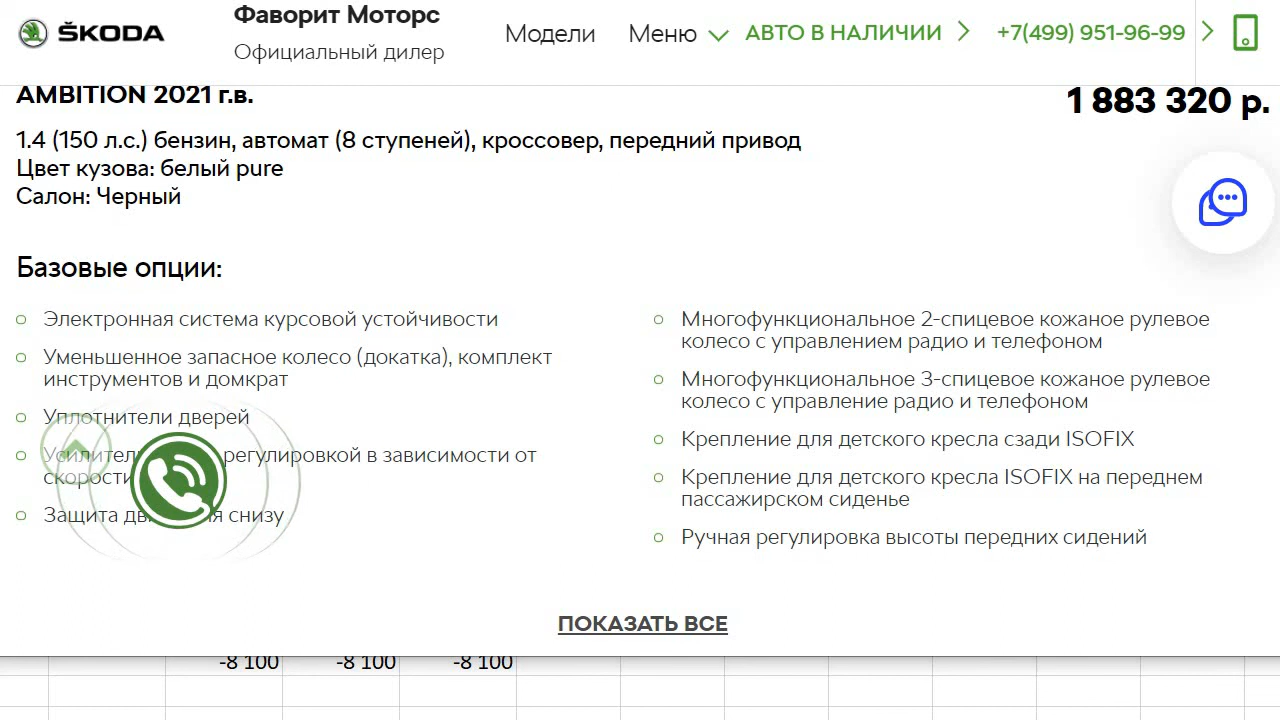 ŠKODA
Фаворит Моторс
Официальный дилер
Модели
Меню
АВТО В НАЛИЧИИ
+7(499) 951-96-99
AMBITION 2021 г.в.
1 883 320 р.
1.4 (150 л.с.) бензин, автомат (8 ступеней), кроссовер, передний привод
Цвет кузова: белый pure
Салон: Черный
Базовые опции:
Электронная система курсовой устойчивости
Уменьшенное запасное колесо (докатка), комплект
инструментов и домкрат
Уплотнители дверей
регулировкой в зависимости от
скорости
Защита снизу
Многофункциональное 2-спицевое кожаное рулевое
колесо с управлением радио и телефоном
Многофункциональное 3-спицевое кожаное рулевое
колесо с управление радио и телефоном
Крепление для детского кресла сзади ISOFIX
Крепление для детского кресла ISOFIX на переднем
пассажирском сиденье
Ручная регулировка высоты передних сидений
ПОКАЗАТЬ ВСЕ
-8 100 -8 100 -8 100